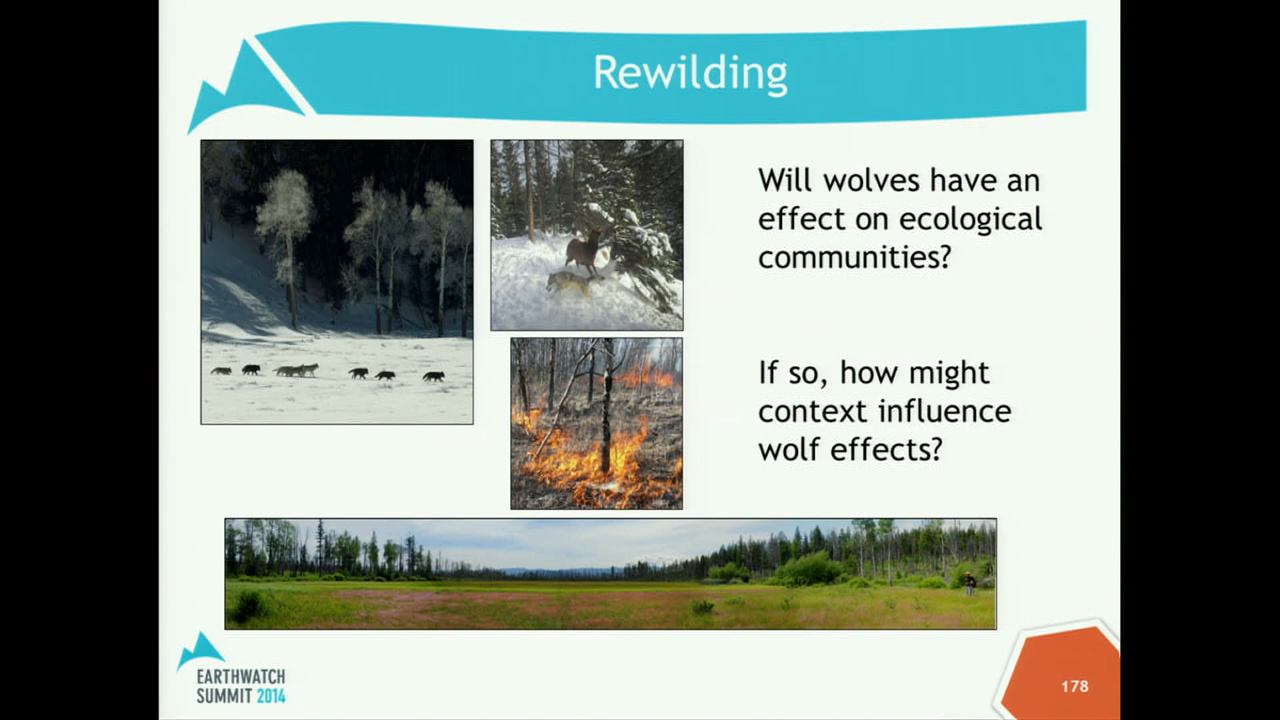 Rewilding
Will wolves have an
effect on ecological
communities?
If so, how might
context influence
wolf effects?
EARTHWATCH
SUMMIT 2014
178